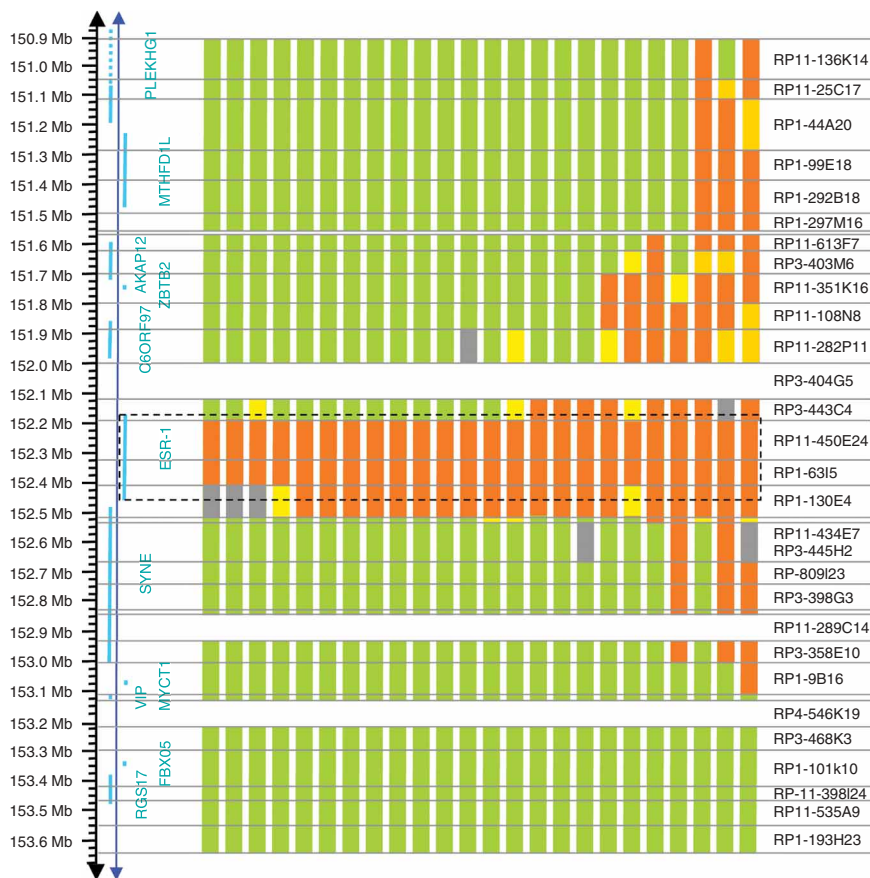 150.9 Mb
151.0 Mb
151.1 Mb
151.2 Mb
151.3 Mb
151.4 Mb
151.5 Mb
151.6 Mb
151.7 Mb
151.8 Mb
151.9 Mb
152.0 Mb
152.1 Mb
152.2 Mb
152.3 Mb
152.4 Mb
152.5 Mb
152.6 Mb
152.7 Mb
152.8 Mb
152.9 Mb
153.0 Mb
153.1 Mb
153.2 Mb
153.3 Mb
153.4 Mb
153.5 Mb
153.6 Mb
PLEKHG1
MTHFD1L
AKAP12
ZBTB2
C6ORF97
ESR-1
SYNE
VIP
MYCT1
FBX05
RGS17
RP11-136K14
RP11-25C17
RP1-44A20
RP1-99E18
RP1-292B18
RP1-297M16
RP11-613F7
RP3-403M6
RP11-351K16
RP11-108N8
RP11-282P11
RP3-404G5
RP3-443C4
RP11-450E24
RP1-63I5
RP1-130E4
RP11-434E7
RP3-445H2
RP-809I23
RP3-398G3
RP11-289C14
RP3-358E10
RP1-9B16
RP4-546K19
RP3-468K3
RP1-101k10
RP-11-398I24
RP11-535A9
RP1-193H23